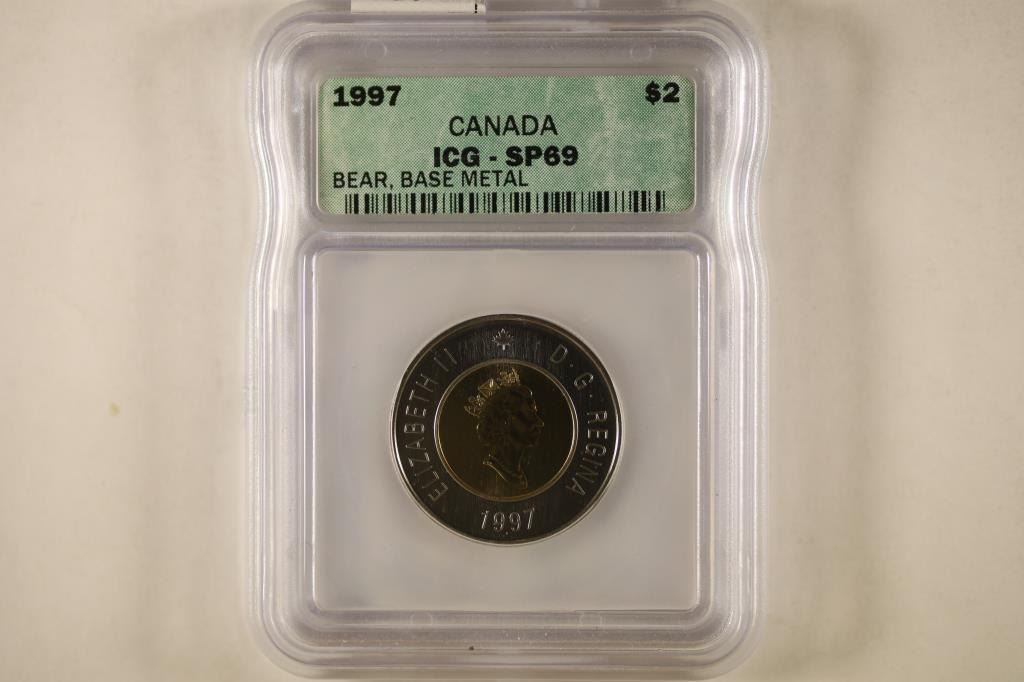 1997 $2
CANADA
ICG - SP69
BEAR, BASE METAL
ELIZABETH II D·G·REGINA
1997